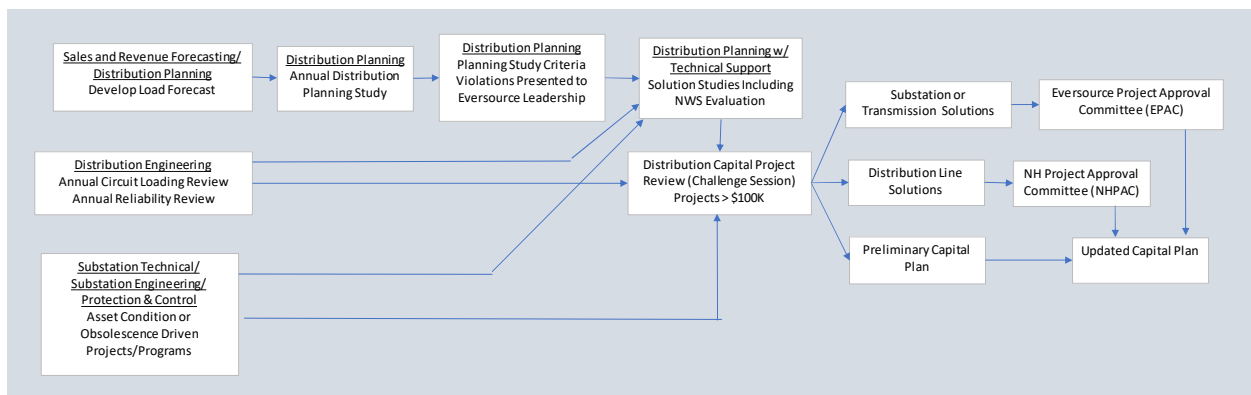 Sales and Revenue Forecasting/
Distribution Planning
Develop Load Forecast
Distribution Planning
Annual Distribution
Planning Study
Distribution Planning
Planning Study Criteria
Violations Presented to
Eversource Leadership
Distribution Planning w/
Technical Support
Solution Studies Including
NWS Evaluation
Substation or
Transmission Solutions
Eversource Project Approval
Committee (EPAC)
Distribution Engineering
Annual Circuit Loading Review
Annual Reliability Review
Distribution Capital Project
Review (Challenge Session)
Projects > $100K
Distribution Line
Solutions
NH Project Approval
Committee (NHPAC)
Substation Technical/
Substation Engineering/
Protection & Control
Asset Condition or
Obsolescence Driven
Projects/Programs
Preliminary Capital
Plan
Updated Capital Plan